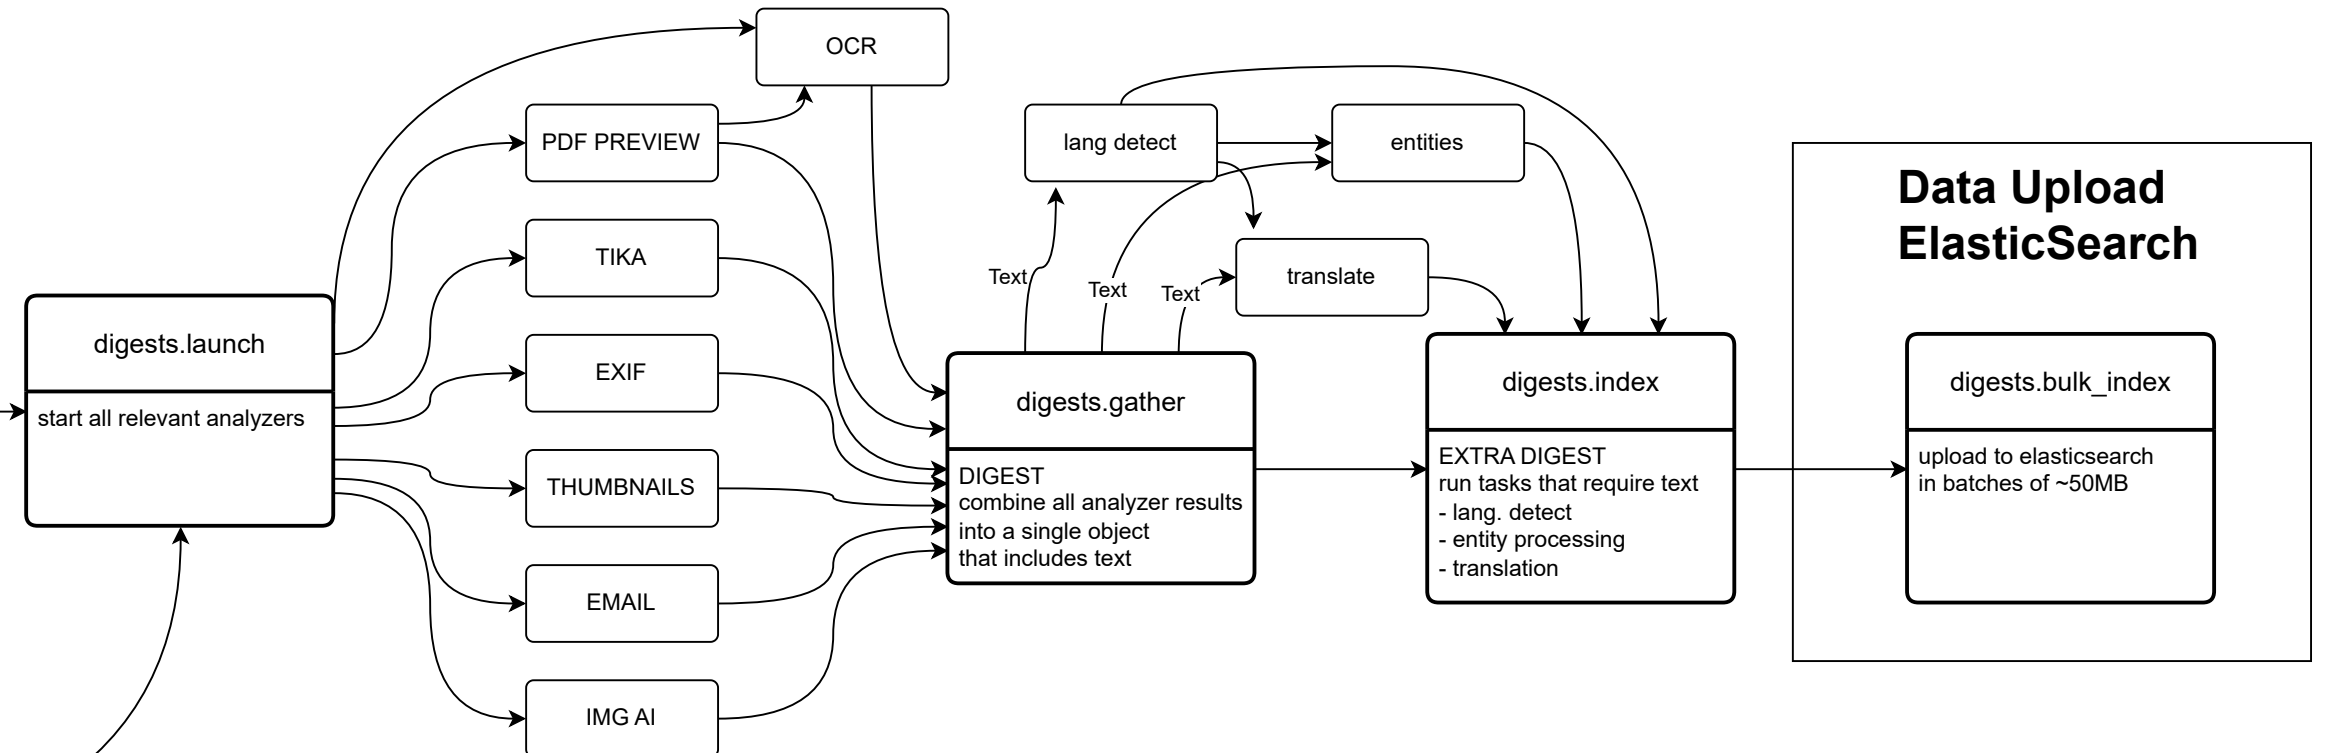 OCR
PDF PREVIEW
TIKA
EXIF
THUMBNAILS
EMAIL
IMG AI
digests.launch
start all relevant analyzers
lang detect
entities
translate
Text
Text
Text
digests.gather
DIGEST
combine all analyzer results
into a single object
that includes text
digests.index
EXTRA DIGEST
run tasks that require text
- lang. detect
- entity processing
- translation
Data Upload
ElasticSearch
digests.bulk_index
upload to elasticsearch
in batches of ~50MB